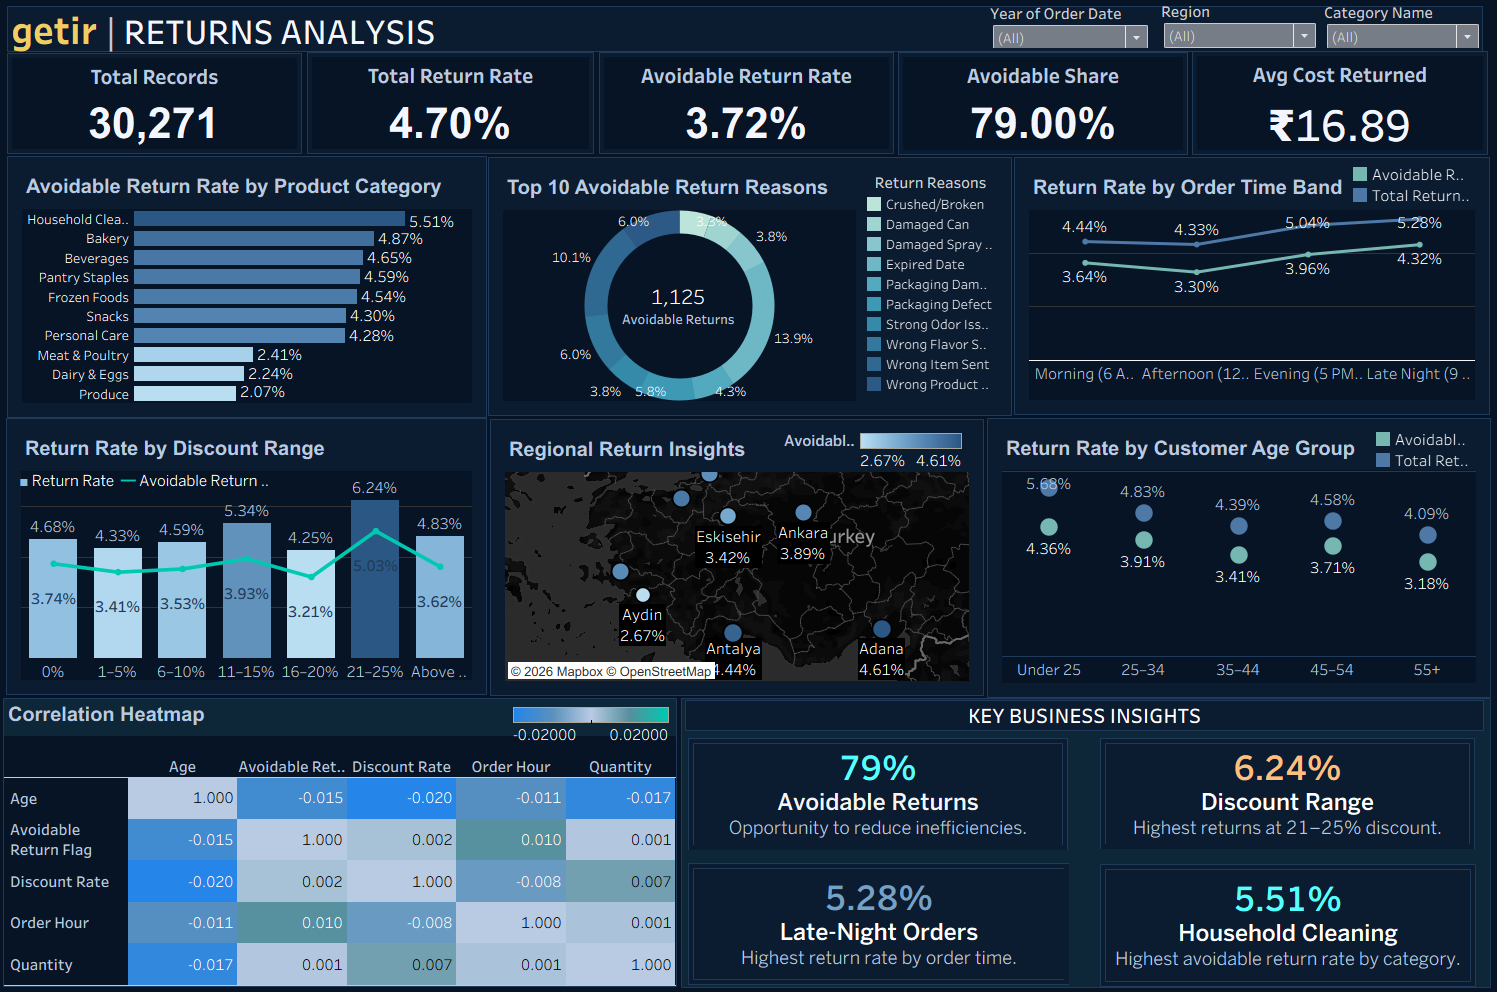 getir | RETURNS ANALYSIS
Year of Order Date
(All)
Region
(All)
Category Name
(All)
Total Records
30,271
Total Return Rate
4.70%
Avoidable Return Rate
3.72%
Avoidable Share
79.00%
Avg Cost Returned
₹16.89
Avoidable Return Rate by Product Category
Household Clea.. 5.51%
Bakery 4.87%
Beverages 4.65%
Pantry Staples 4.59%
Frozen Foods 4.54%
Snacks 4.30%
Personal Care 4.28%
Meat & Poultry 2.41%
Dairy & Eggs 2.24%
Produce 2.07%
Top 10 Avoidable Return Reasons
6.0% 3.3%
3.8%
10.1%
1,125
Avoidable Returns
13.9%
6.0%
3.8% 5.8% 4.3%
Return Reasons
Crushed/Broken
Damaged Can
Damaged Spray ..
Expired Date
Packaging Dam..
Packaging Defect
Strong Odor Iss..
Wrong Flavor S..
Wrong Item Sent
Wrong Product ..
Return Rate by Order Time Band
Avoidable R..
Total Return..
4.44% 4.33% 5.04% 5.28%
3.64% 3.30% 3.96% 4.32%
Morning (6 A.. Afternoon (12.. Evening (5 PM.. Late Night (9 ..
Return Rate by Discount Range
Return Rate Avoidable Return ..
4.68% 4.33% 4.59% 5.34% 4.25% 6.24% 4.83%
3.74% 3.41% 3.53% 3.93% 3.21% 5.03% 3.62%
0% 1–5% 6–10% 11–15% 16–20% 21–25% Above ..
Regional Return Insights
Avoidabl..
2.67% 4.61%
Eskisehir
3.42%
Ankara
3.89%
urkey
Aydin
2.67%
Antalya
4.44%
Adana
4.61%
© 2026 Mapbox © OpenStreetMap
Return Rate by Customer Age Group
Avoidabl..
Total Ret..
5.68% 4.83% 4.39% 4.58% 4.09%
4.36% 3.91% 3.41% 3.71% 3.18%
Under 25 25–34 35–44 45–54 55+
Correlation Heatmap
-0.02000 0.02000
Age Avoidable Ret.. Discount Rate Order Hour Quantity
Age 1.000 -0.015 -0.020 -0.011 -0.017
Avoidable
Return Flag -0.015 1.000 0.002 0.010 0.001
Discount Rate -0.020 0.002 1.000 -0.008 0.007
Order Hour -0.011 0.010 -0.008 1.000 0.001
Quantity -0.017 0.001 0.007 0.001 1.000
KEY BUSINESS INSIGHTS
79%
Avoidable Returns
Opportunity to reduce inefficiencies.
6.24%
Discount Range
Highest returns at 21–25% discount.
5.28%
Late-Night Orders
Highest return rate by order time.
5.51%
Household Cleaning
Highest avoidable return rate by category.